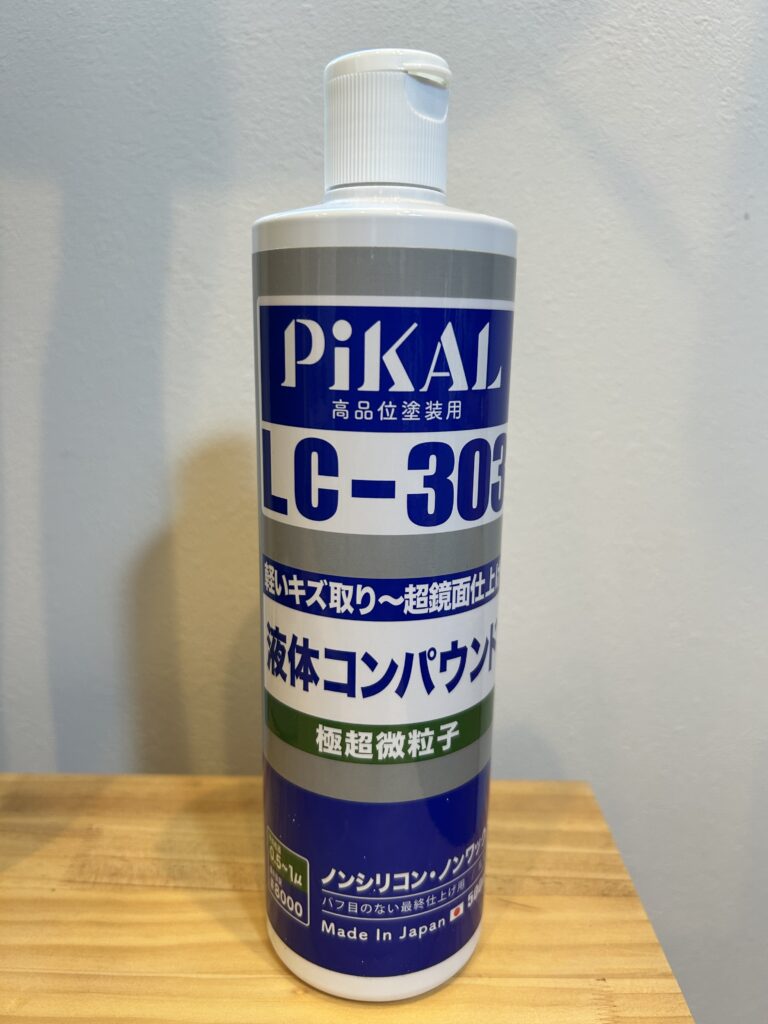 PiKAL
高品位塗装用
LC-303
軽いキズ取り〜超鏡面仕上げ
液体コンパウンド
極超微粒子
0.5~1μ
8000
ノンシリコン・ノンワック
バフ目のない最終仕上げ用
Made In Japan